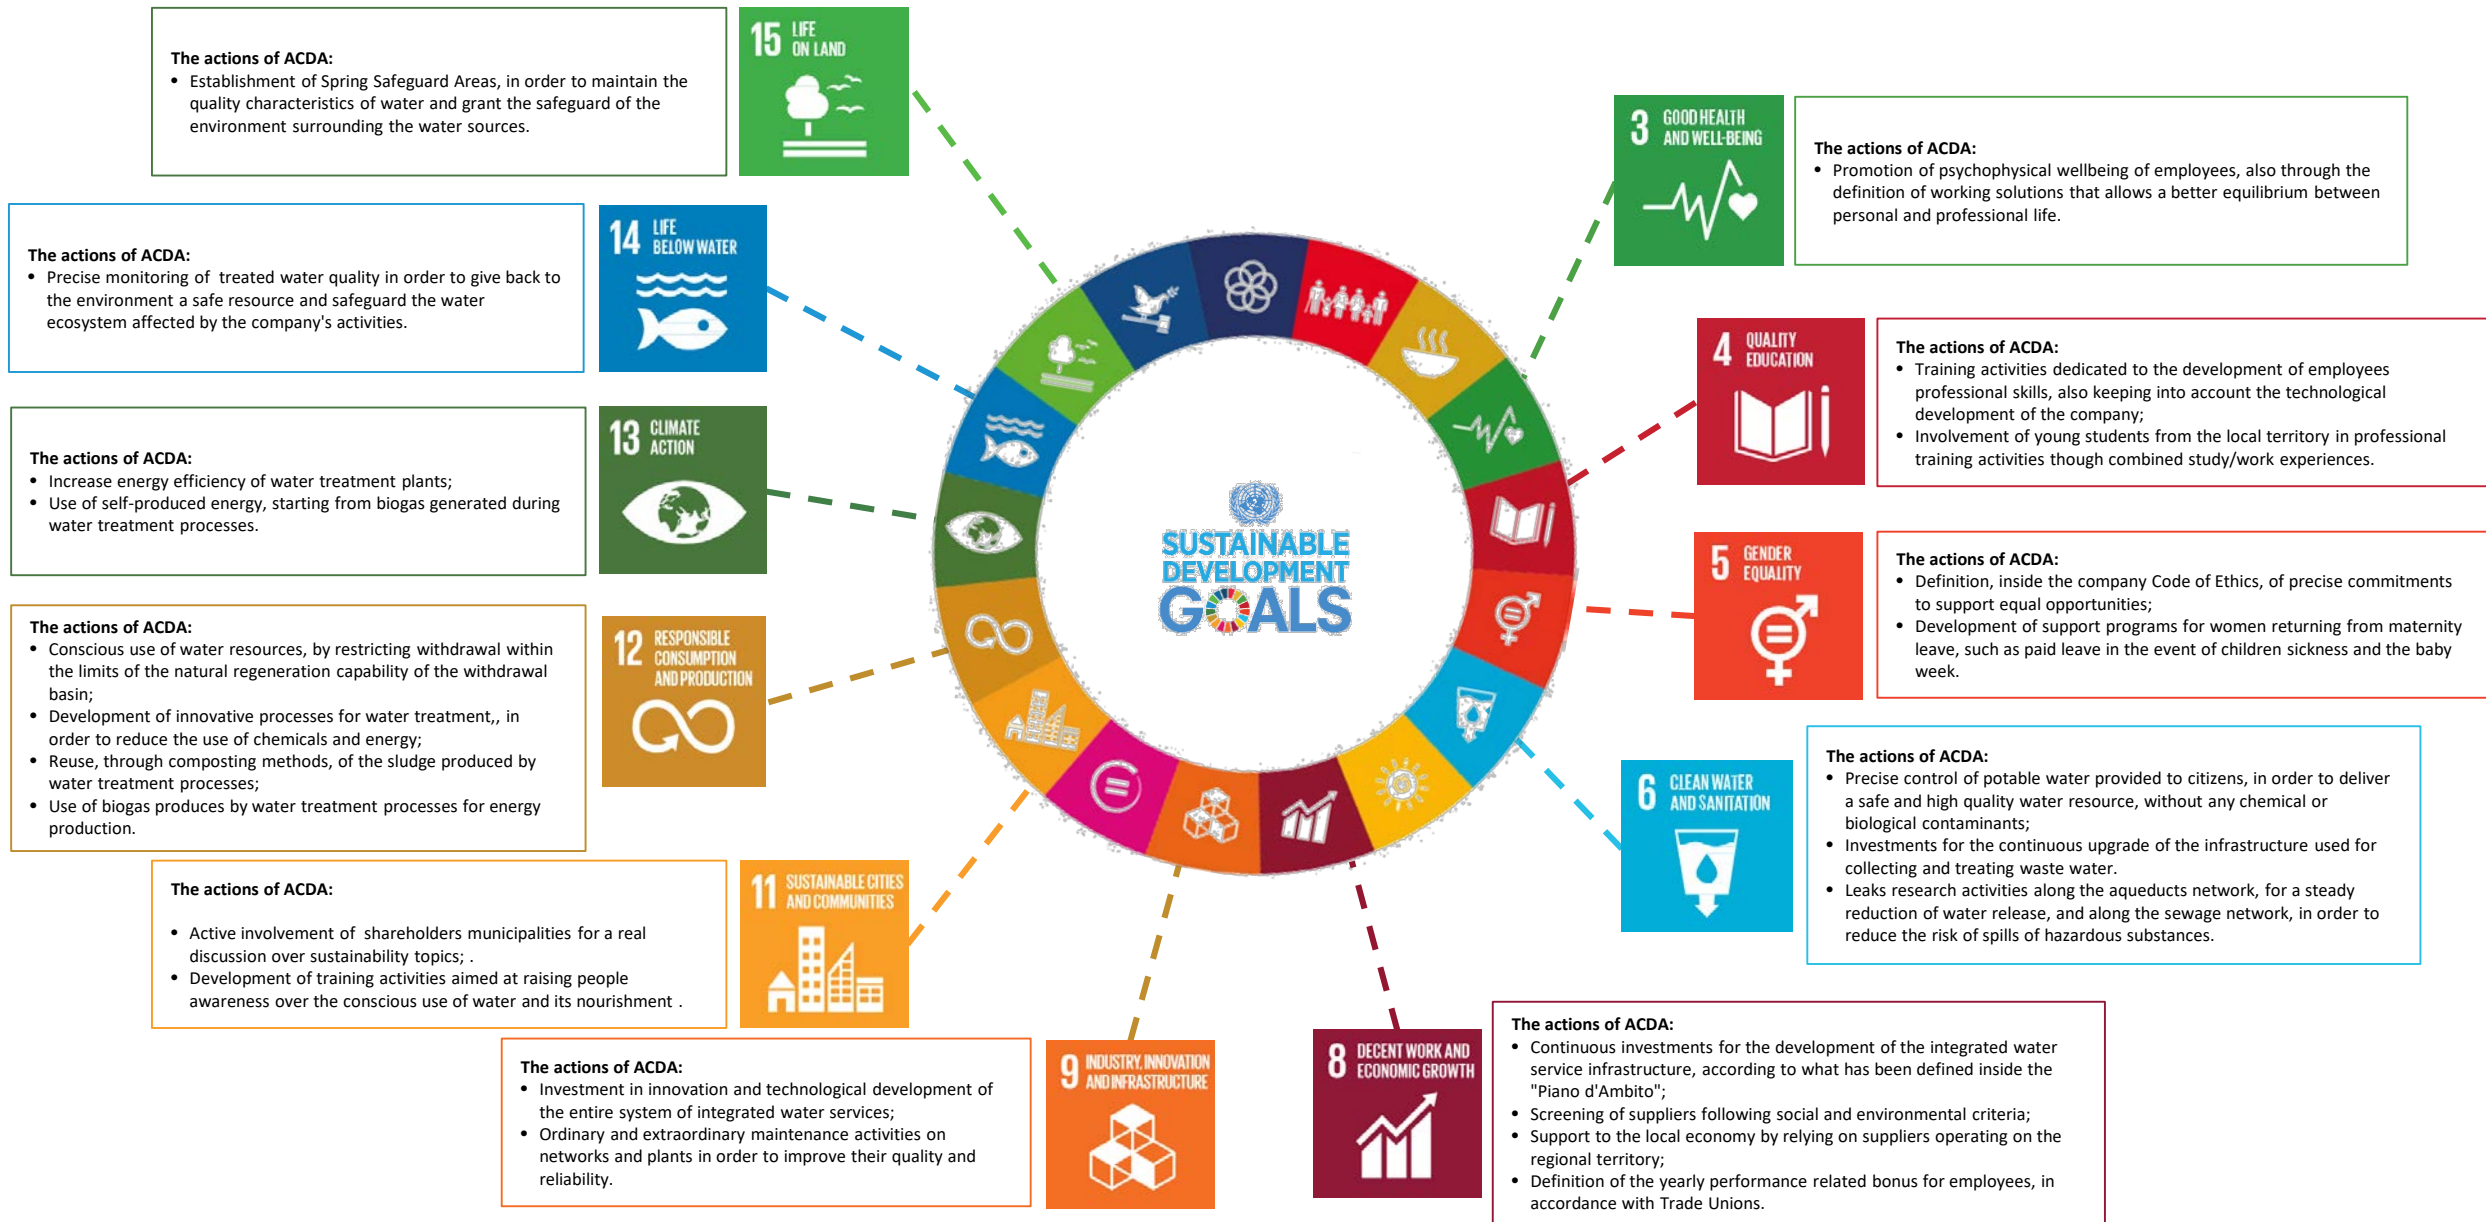 15 LIFE
ON LAND
The actions of ACDA:
• Establishment of Spring Safeguard Areas, in order to maintain the
quality characteristics of water and grant the safeguard of the
environment surrounding the water sources.
14 LIFE
BELOW WATER
The actions of ACDA:
• Precise monitoring of treated water quality in order to give back to
the environment a safe resource and safeguard the water
ecosystem affected by the company's activities.
13 CLIMATE
ACTION
The actions of ACDA:
• Increase energy efficiency of water treatment plants;
• Use of self-produced energy, starting from biogas generated during
water treatment processes.
12 RESPONSIBLE
CONSUMPTION
AND PRODUCTION
The actions of ACDA:
• Conscious use of water resources, by restricting withdrawal within
the limits of the natural regeneration capability of the withdrawal
basin;
• Development of innovative processes for water treatment,, in
order to reduce the use of chemicals and energy;
• Reuse, through composting methods, of the sludge produced by
water treatment processes;
• Use of biogas produces by water treatment processes for energy
production.
11 SUSTAINABLE CITIES
AND COMMUNITIES
The actions of ACDA:
• Active involvement of shareholders municipalities for a real
discussion over sustainability topics; .
• Development of training activities aimed at raising people
awareness over the conscious use of water and its nourishment .
9 INDUSTRY, INNOVATION
AND INFRASTRUCTURE
The actions of ACDA:
• Investment in innovation and technological development of
the entire system of integrated water services;
• Ordinary and extraordinary maintenance activities on
networks and plants in order to improve their quality and
reliability.
SUSTAINABLE
DEVELOPMENT
GOALS
3 GOOD HEALTH
AND WELL-BEING
The actions of ACDA:
• Promotion of psychophysical wellbeing of employees, also through the
definition of working solutions that allows a better equilibrium between
personal and professional life.
4 QUALITY
EDUCATION
The actions of ACDA:
• Training activities dedicated to the development of employees
professional skills, also keeping into account the technological
development of the company;
• Involvement of young students from the local territory in professional
training activities though combined study/work experiences.
5 GENDER
EQUALITY
The actions of ACDA:
• Definition, inside the company Code of Ethics, of precise commitments
to support equal opportunities;
• Development of support programs for women returning from maternity
leave, such as paid leave in the event of children sickness and the baby
week.
6 CLEAN WATER
AND SANITATION
The actions of ACDA:
• Precise control of potable water provided to citizens, in order to deliver
a safe and high quality water resource, without any chemical or
biological contaminants;
• Investments for the continuous upgrade of the infrastructure used for
collecting and treating waste water.
• Leaks research activities along the aqueducts network, for a steady
reduction of water release, and along the sewage network, in order to
reduce the risk of spills of hazardous substances.
8 DECENT WORK AND
ECONOMIC GROWTH
The actions of ACDA:
• Continuous investments for the development of the integrated water
service infrastructure, according to what has been defined inside the
"Piano d'Ambito";
• Screening of suppliers following social and environmental criteria;
• Support to the local economy by relying on suppliers operating on the
regional territory;
• Definition of the yearly performance related bonus for employees, in
accordance with Trade Unions.